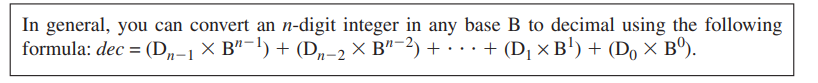 In general, you can convert an n-digit integer in any base B to decimal using the following
formula: dec = (Dₙ₋₁ × Bⁿ⁻¹) + (Dₙ₋₂ × Bⁿ⁻²) + · · · + (D₁ × B¹) + (D₀ × B⁰).